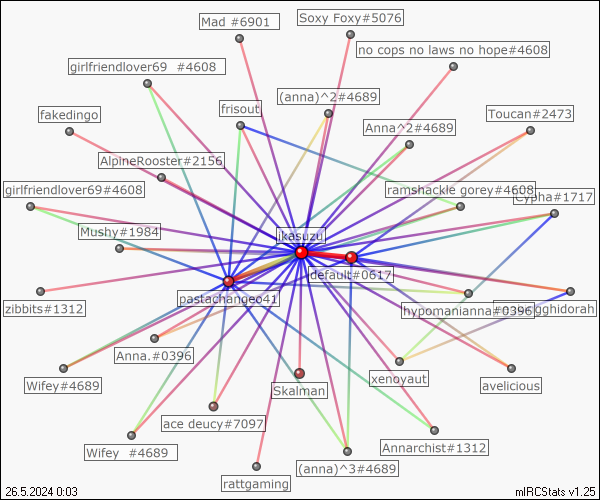 Mad #6901
Soxy Foxy#5076
no cops no laws no hope#4608
girlfriendlover69 #4608
(anna)^2#4689
frisout
fakedingo
Toucan#2473
Anna^2#4689
AlpineRooster#2156
girlfriendlover69#4608
ramshackle gorey#4608
Cypha#1717
Mushy#1984
ikasuzu
default#0617
pastachangeo41
zibbits#1312
hypomanianna#0396
gghidorah
Anna.#0396
Wifey#4689
xenoyaut
avelicious
Skalman
ace deucy#7097
Wifey #4689
Annarchist#1312
(anna)^3#4689
rattgaming
26.5.2024 0:03
mIRCStats v1.25